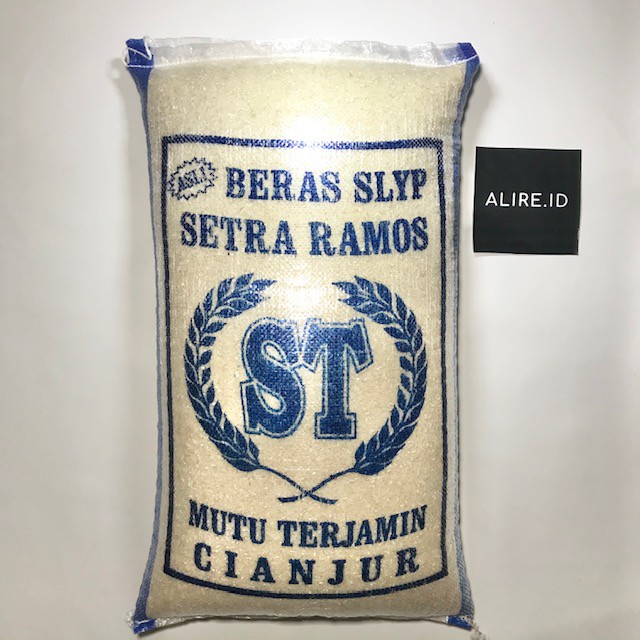 ASLI! BERAS SLYP
SETRA RAMOS
ST
MUTU TERJAMIN
CIANJUR
ALIRE.ID